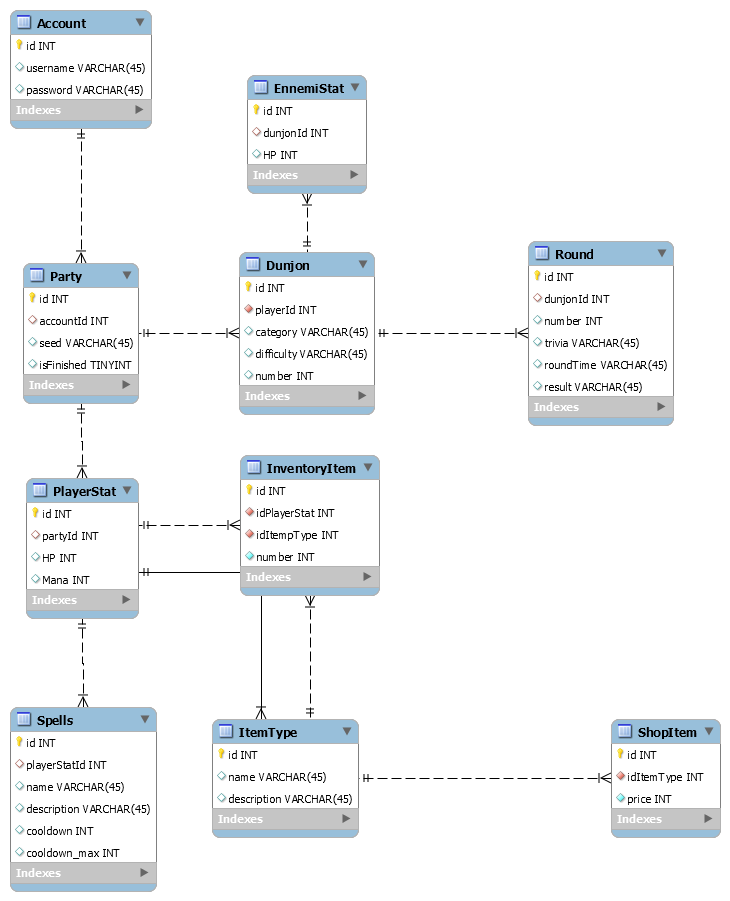 Account
id INT
username VARCHAR(45)
password VARCHAR(45)
Indexes
EnnemiStat
id INT
dunjonId INT
HP INT
Indexes
Party
id INT
accountId INT
seed VARCHAR(45)
isFinished TINYINT
Indexes
Dunjon
id INT
playerId INT
category VARCHAR(45)
difficulty VARCHAR(45)
number INT
Indexes
Round
id INT
dunjonId INT
number INT
trivia VARCHAR(45)
roundTime VARCHAR(45)
result VARCHAR(45)
Indexes
PlayerStat
id INT
partyId INT
HP INT
Mana INT
Indexes
InventoryItem
id INT
idPlayerStat INT
idItempType INT
number INT
Indexes
Spells
id INT
playerStatId INT
name VARCHAR(45)
description VARCHAR(45)
cooldown INT
cooldown_max INT
Indexes
ItemType
id INT
name VARCHAR(45)
description VARCHAR(45)
Indexes
ShopItem
id INT
idItemType INT
price INT
Indexes